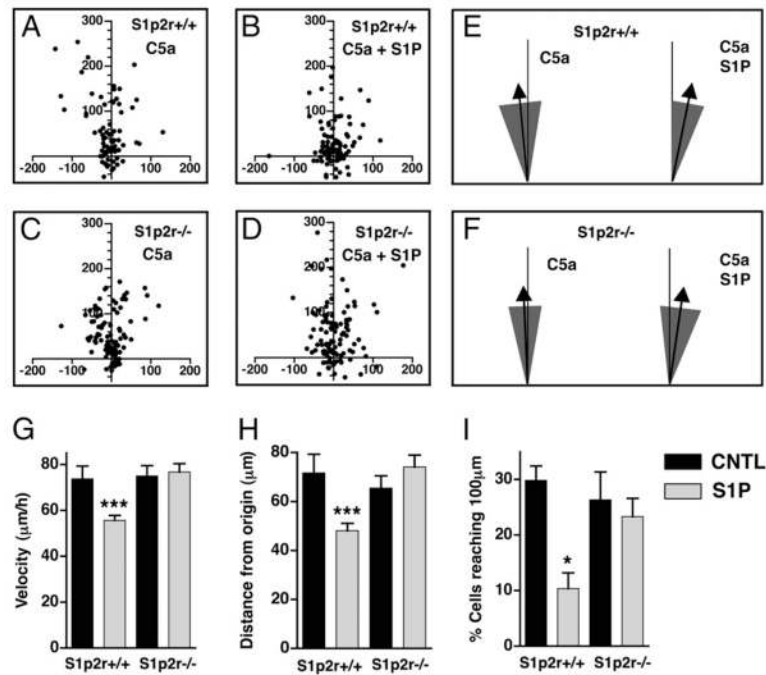 A
S1p2r+/+
C5a
300
200
100
-200
-100
0
100
200
B
S1p2r+/+
C5a + S1P
300
200
100
-200
-100
0
100
200
E
S1p2r+/+
C5a
C5a
S1P
C
S1p2r-/-
C5a
300
200
100
-200
-100
0
100
200
D
S1p2r-/-
C5a + S1P
300
200
100
-200
-100
0
100
200
F
S1p2r-/-
C5a
C5a
S1P
G
Velocity (μm/h)
80
60
40
20
0
***
S1p2r+/+
S1p2r-/-
H
Distance from origin (μm)
80
60
40
20
0
***
S1p2r+/+
S1p2r-/-
I
% Cells reaching 100μm
30
20
10
0
*
S1p2r+/+
S1p2r-/-
CNTL
S1P